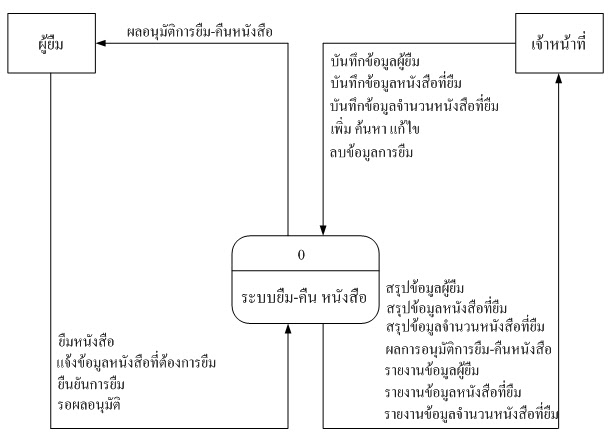 ผู้ยืม
ผลอนุมัติการยืม-คืนหนังสือ
เจ้าหน้าที่
บันทึกข้อมูลผู้ยืม
บันทึกข้อมูลหนังสือที่ยืม
บันทึกข้อมูลจำนวนหนังสือที่ยืม
เพิ่ม ค้นหา แก้ไข
ลบข้อมูลการยืม
0
ระบบยืม-คืน หนังสือ
ยืมหนังสือ
แจ้งข้อมูลหนังสือที่ต้องการยืม
ยืนยันการยืม
รอผลอนุมัติ
สรุปข้อมูลผู้ยืม
สรุปข้อมูลหนังสือที่ยืม
สรุปข้อมูลจำนวนหนังสือที่ยืม
ผลการอนุมัติการยืม-คืนหนังสือ
รายงานข้อมูลผู้ยืม
รายงานข้อมูลหนังสือที่ยืม
รายงานข้อมูลจำนวนหนังสือที่ยืม